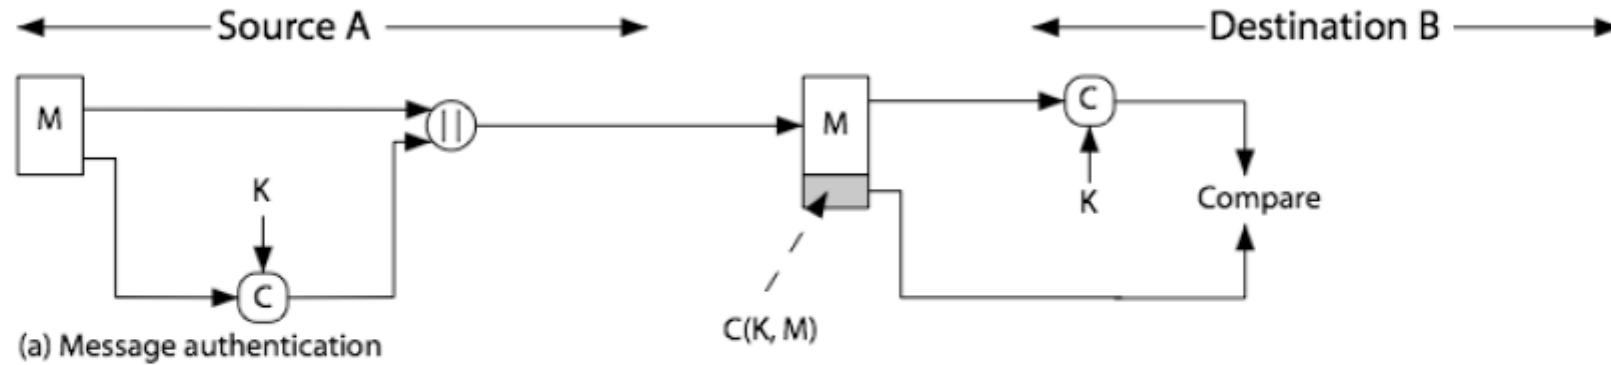 Source A
Destination B
M
||
M
C
K
K
Compare
C
C(K, M)
(a) Message authentication